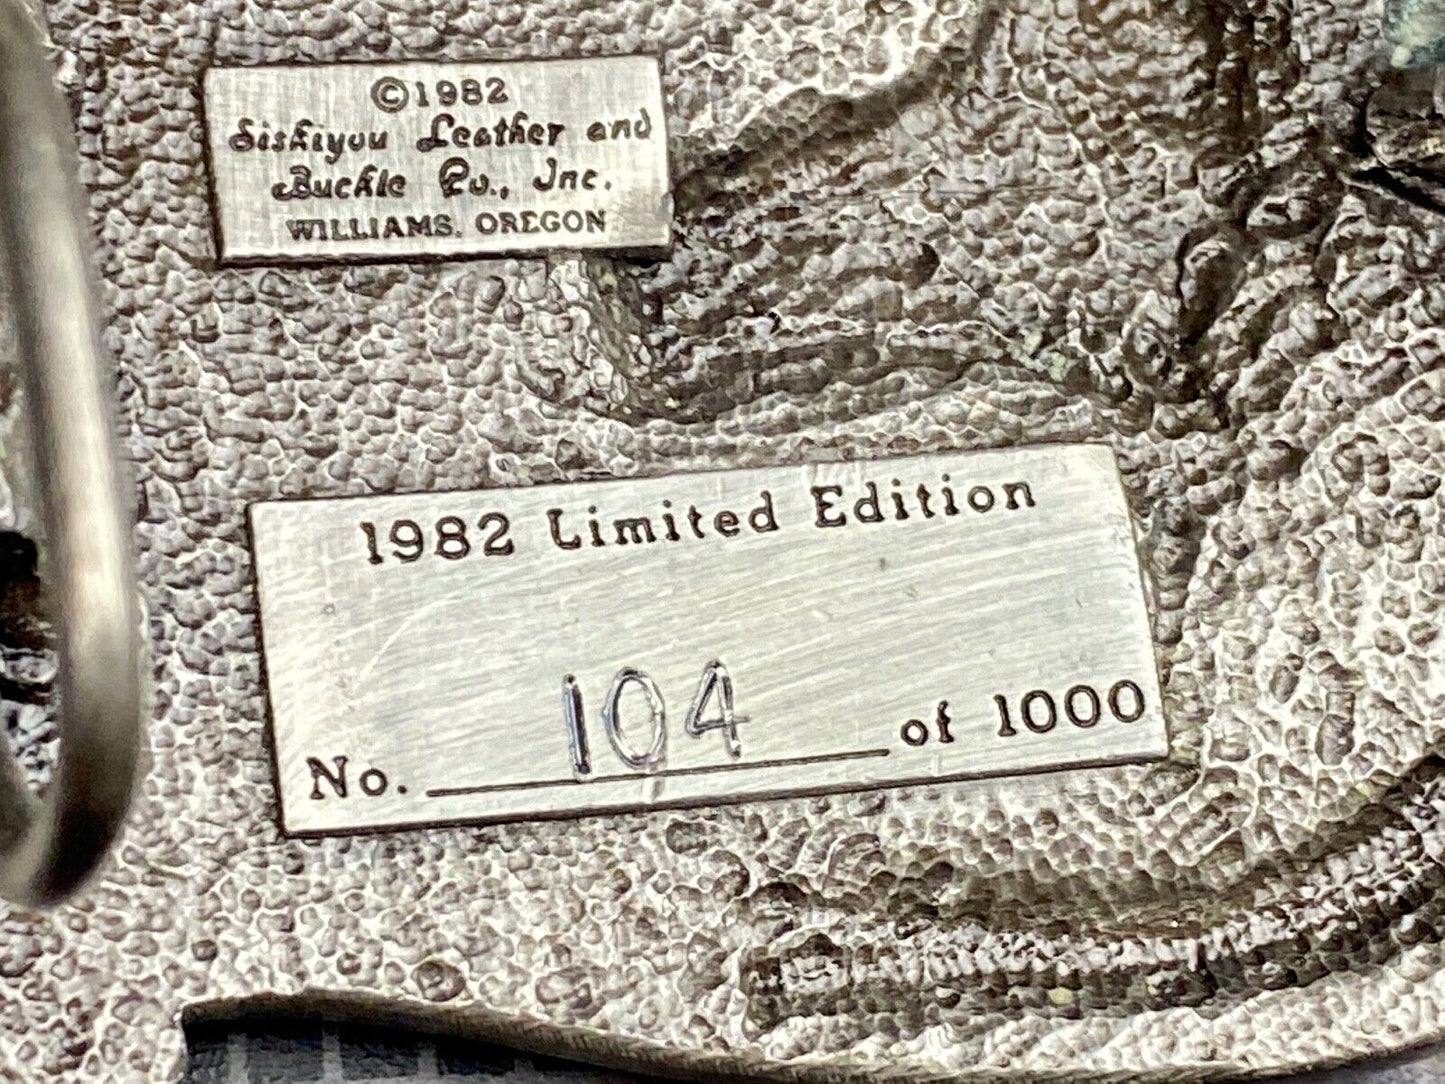 ©1982
Siskiyou Leather and
Buckle Co., Inc.
WILLIAMS, OREGON
1982 Limited Edition
No. 104 of 1000